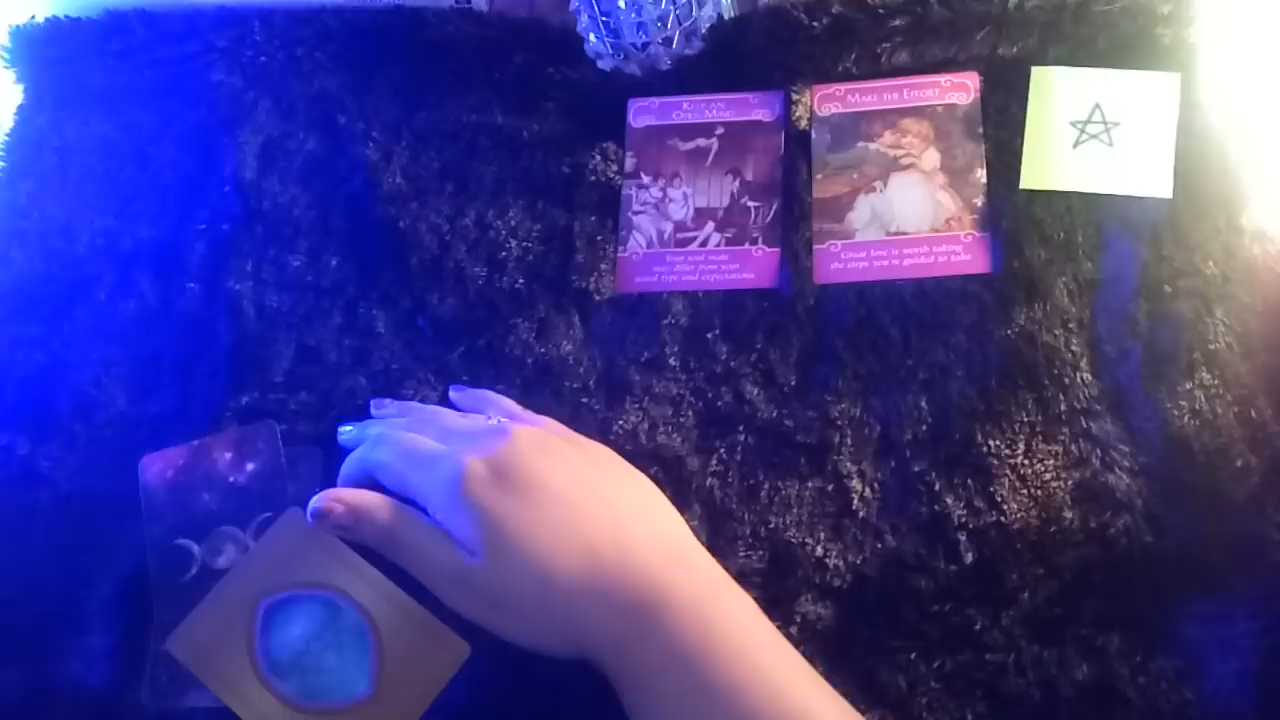 KEEP AN
OPEN MIND
Your soul mate
may differ from your
usual type and expectations.
MAKE THE EFFORT
Great love is worth taking
the steps you're guided to take